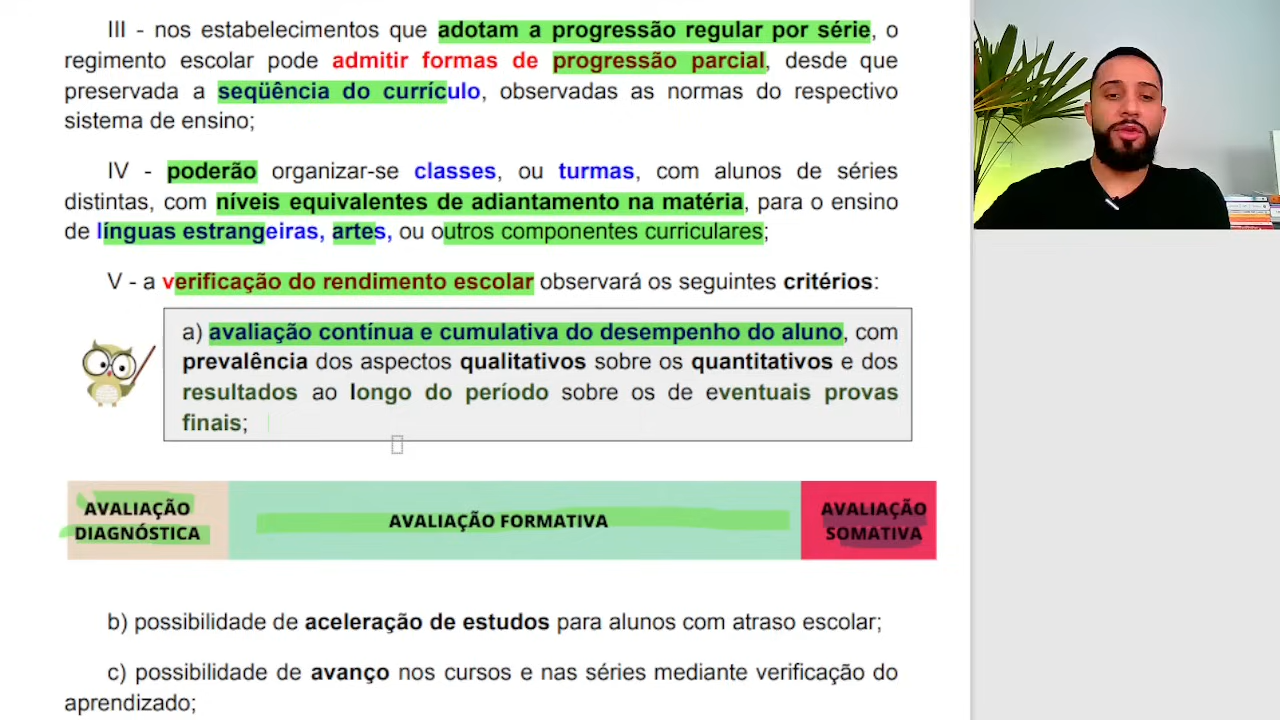 III - nos estabelecimentos que adotam a progressão regular por série, o
regimento escolar pode admitir formas de progressão parcial, desde que
preservada a seqüência do currículo, observadas as normas do respectivo
sistema de ensino;
IV - poderão organizar-se classes, ou turmas, com alunos de séries
distintas, com níveis equivalentes de adiantamento na matéria, para o ensino
de línguas estrangeiras, artes, ou outros componentes curriculares;
V - a verificação do rendimento escolar observará os seguintes critérios:
a) avaliação contínua e cumulativa do desempenho do aluno, com
prevalência dos aspectos qualitativos sobre os quantitativos e dos
resultados ao longo do período sobre os de eventuais provas
finais;
AVALIAÇÃO
DIAGNÓSTICA
AVALIAÇÃO FORMATIVA
AVALIAÇÃO
SOMATIVA
b) possibilidade de aceleração de estudos para alunos com atraso escolar;
c) possibilidade de avanço nos cursos e nas séries mediante verificação do
aprendizado;